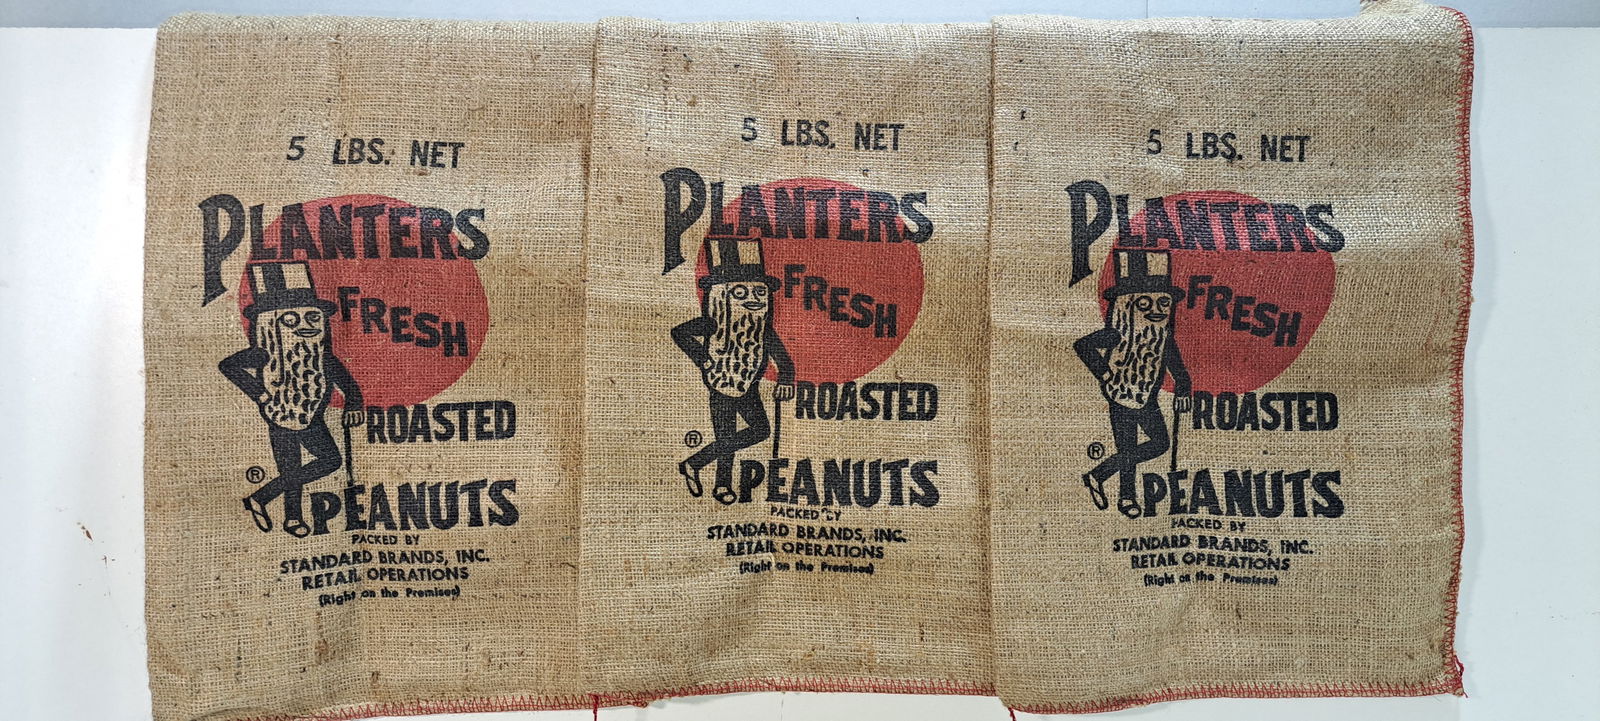 5 LBS. NET
PLANTERS
FRESH
ROASTED
®
PEANUTS
PACKED BY
STANDARD BRANDS, INC.
RETAIL OPERATIONS
(Right on the Premises)
5 LBS. NET
PLANTERS
FRESH
ROASTED
®
PEANUTS
PACKED BY
STANDARD BRANDS, INC.
RETAIL OPERATIONS
(Right on the Premises)
5 LBS. NET
PLANTERS
FRESH
ROASTED
®
PEANUTS
PACKED BY
STANDARD BRANDS, INC.
RETAIL OPERATIONS
(Right on the Premises)